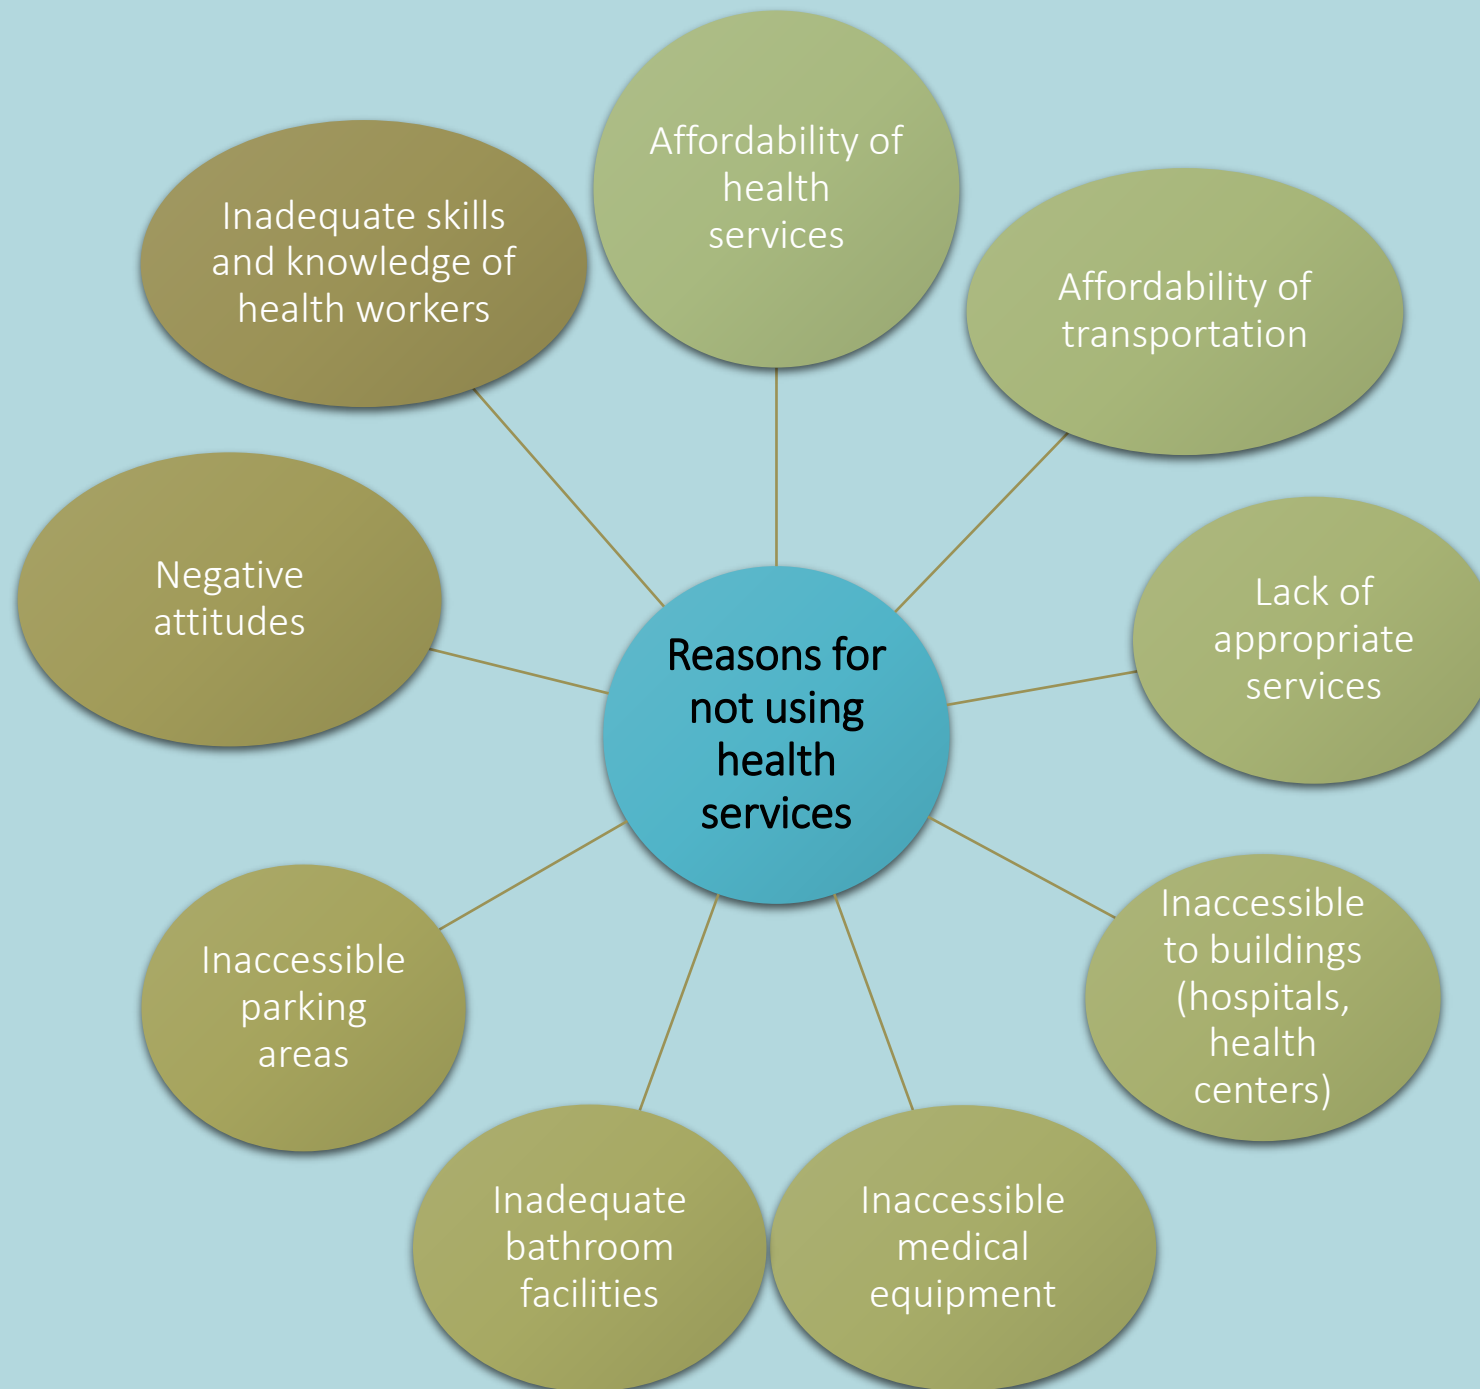 Affordability of
health
services
Affordability of
transportation
Lack of
appropriate
services
Inaccessible
to buildings
(hospitals,
health
centers)
Inaccessible
medical
equipment
Inadequate
bathroom
facilities
Inaccessible
parking
areas
Negative
attitudes
Inadequate skills
and knowledge of
health workers
Reasons for
not using
health
services